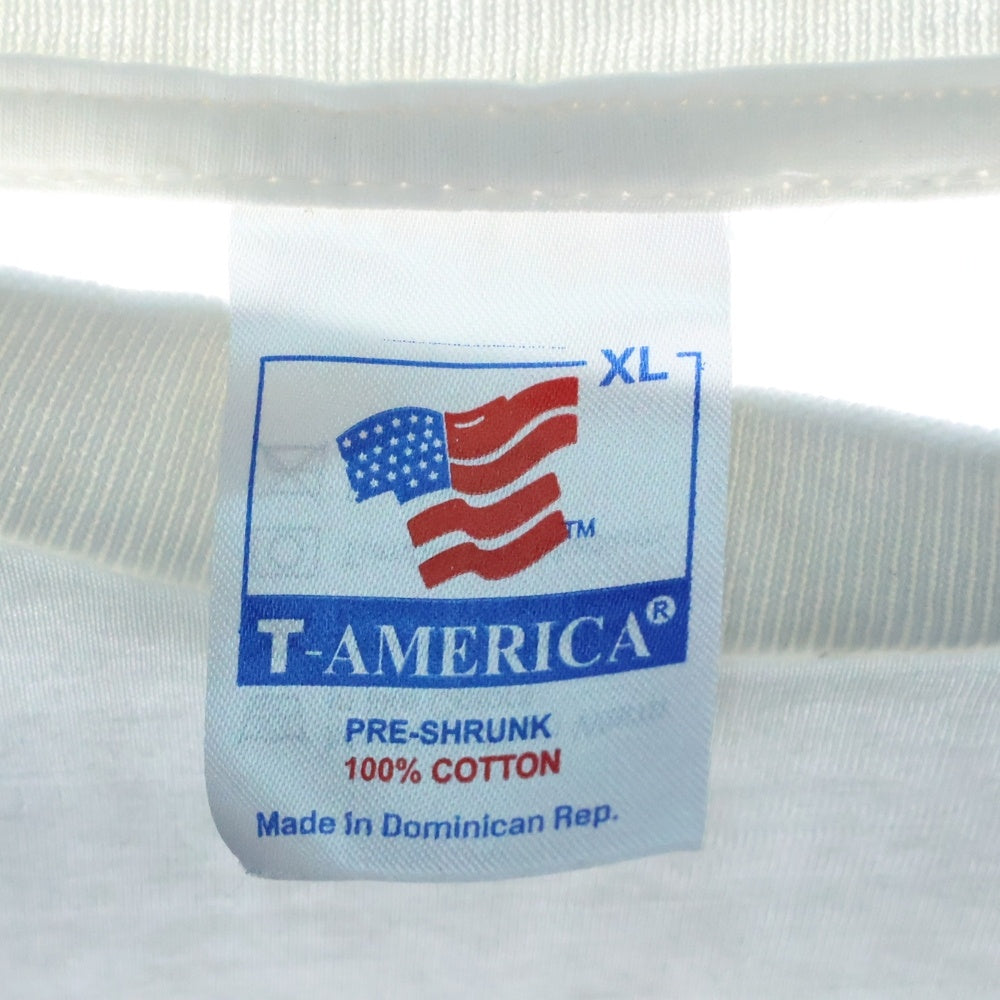 XL
TM
T-AMERICA®
PRE-SHRUNK
100% COTTON
Made In Dominican Rep.